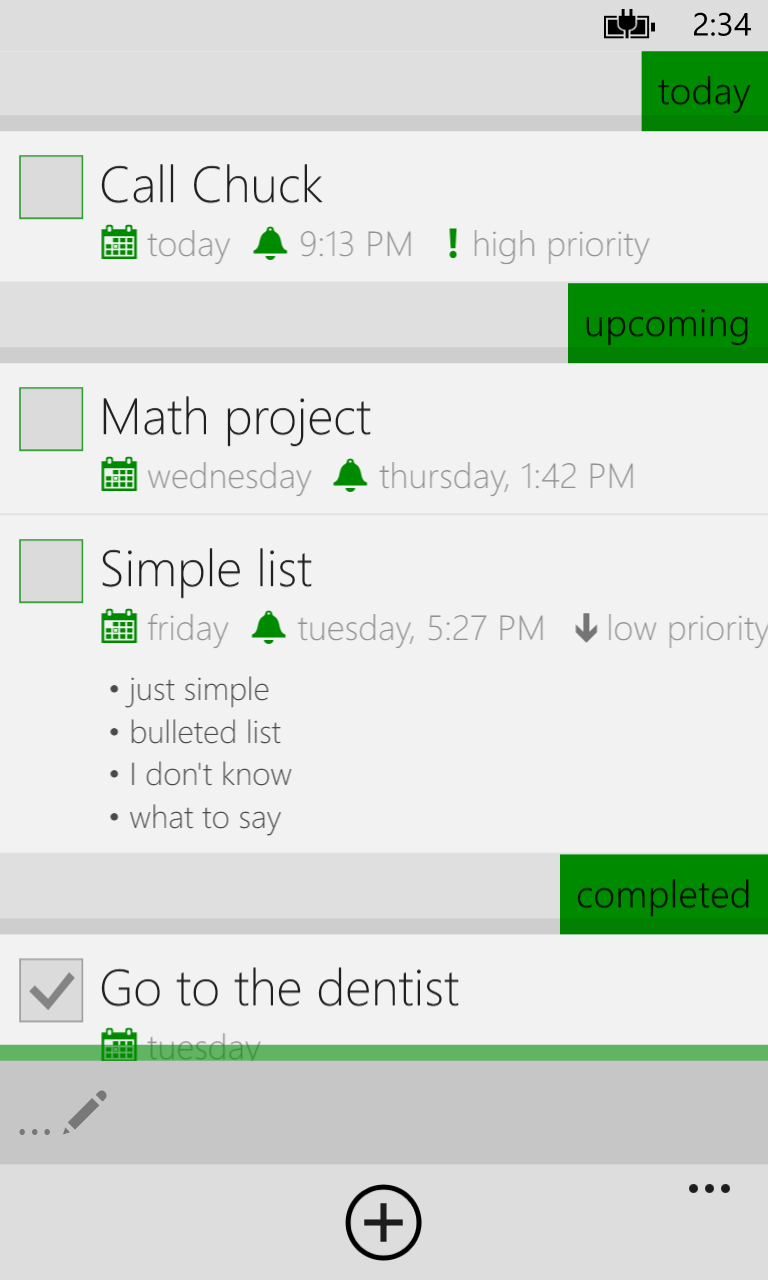 2:34
today
Call Chuck
today 9:13 PM ! high priority
upcoming
Math project
wednesday thursday, 1:42 PM
Simple list
friday tuesday, 5:27 PM low priority
• just simple
• bulleted list
• I don't know
• what to say
completed
Go to the dentist
tuesday
...
...